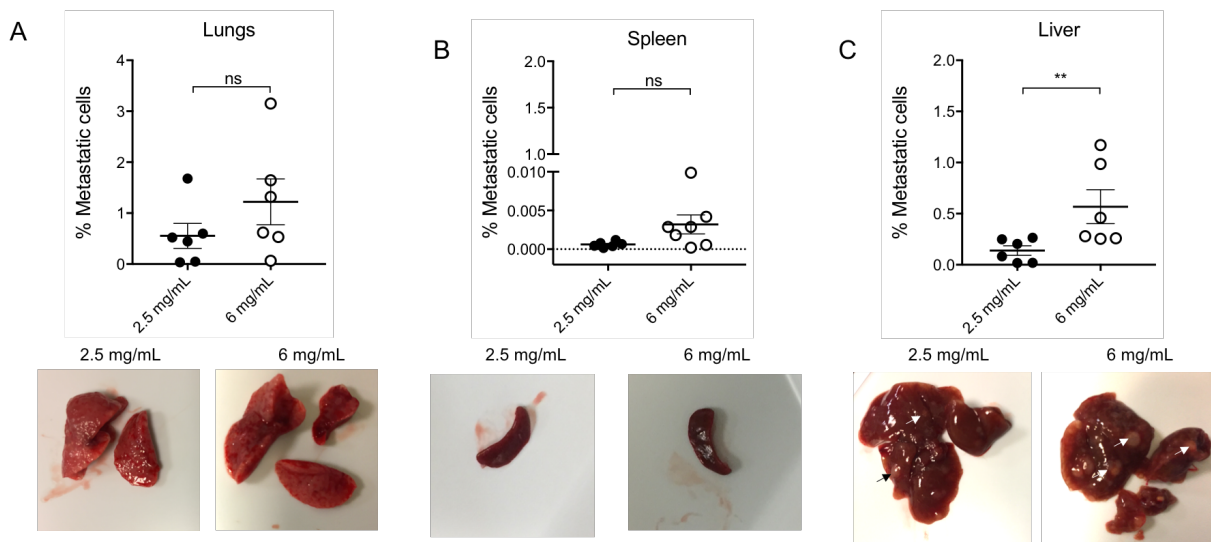 A
Lungs
% Metastatic cells
4
3
2
1
0
ns
2.5 mg/mL
6 mg/mL
2.5 mg/mL
6 mg/mL
B
Spleen
% Metastatic cells
2.0
1.5
1.0
0.010
0.005
0.000
ns
2.5 mg/mL
6 mg/mL
2.5 mg/mL
6 mg/mL
C
Liver
% Metastatic cells
2.0
1.5
1.0
0.5
0.0
**
2.5 mg/mL
6 mg/mL
2.5 mg/mL
6 mg/mL